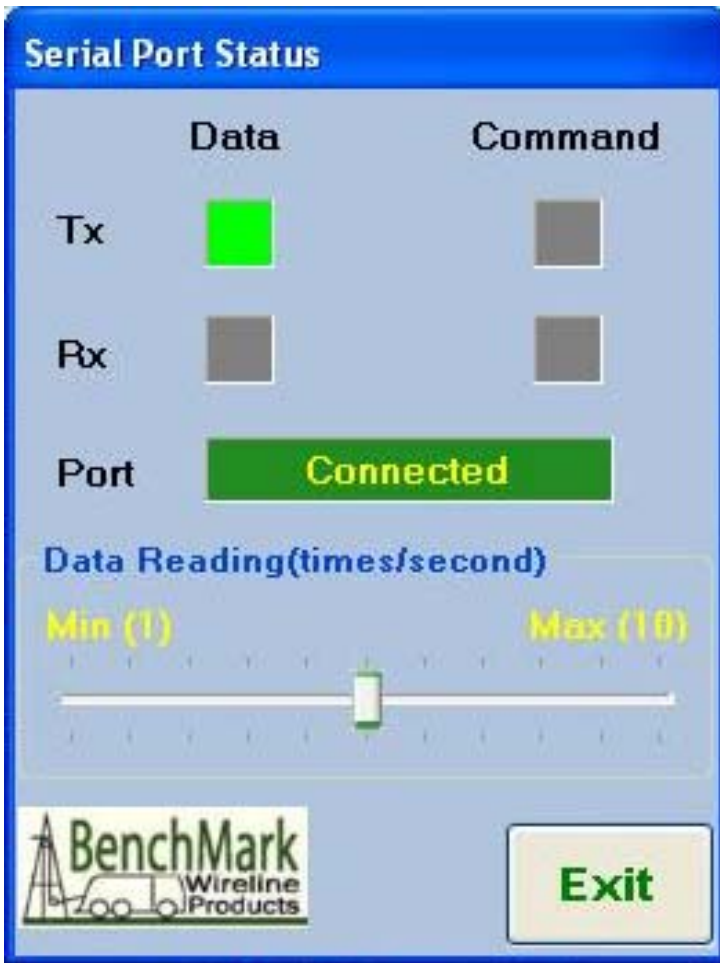 Serial Port Status
Data Command
Tx
Rx
Port Connected
Data Reading(times/second)
Min (1) Max (10)
BenchMark
Wireline
Products
Exit